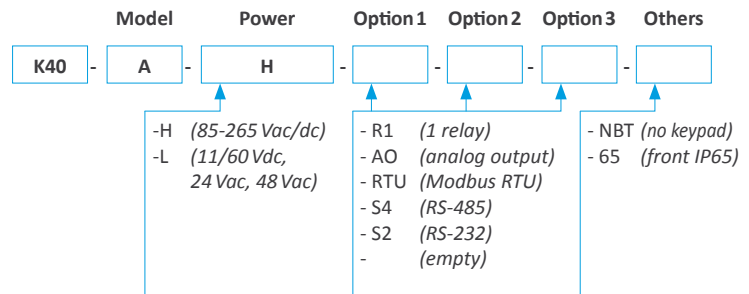 Model Power Option 1 Option 2 Option 3 Others
K40 - A - H - - - -
-H (85-265 Vac/dc)
-L (11/60 Vdc,
24 Vac, 48 Vac)
- R1 (1 relay)
- AO (analog output)
- RTU (Modbus RTU)
- S4 (RS-485)
- S2 (RS-232)
- (empty)
- NBT (no keypad)
- 65 (front IP65)